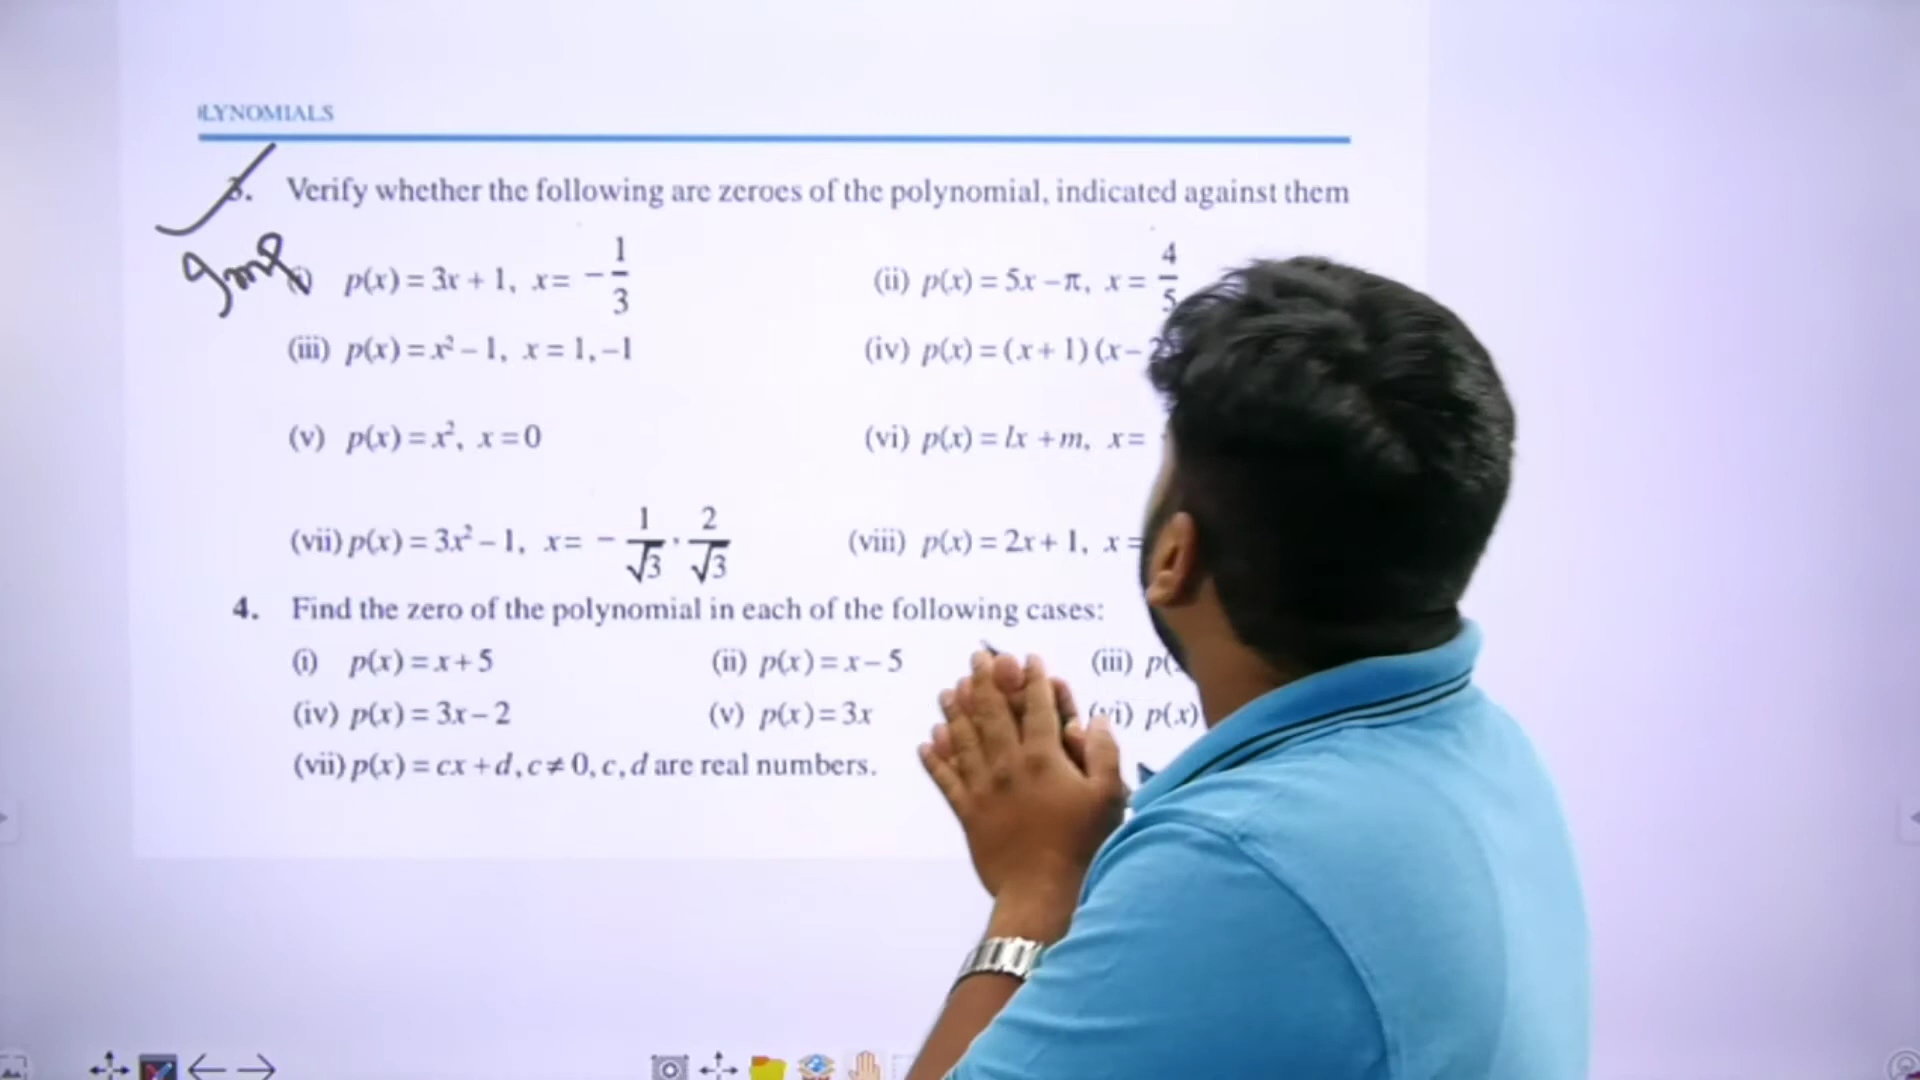 LYNOMIALS
3. Verify whether the following are zeroes of the polynomial, indicated against them
Imp
(i) p(x) = 3x + 1, x = -1/3 (ii) p(x) = 5x – π, x = 4/5
(iii) p(x) = x² – 1, x = 1, –1 (iv) p(x) = (x + 1) (x –
(v) p(x) = x², x = 0 (vi) p(x) = lx + m, x =
(vii) p(x) = 3x² – 1, x = -1/√3, 2/√3 (viii) p(x) = 2x + 1, x =
4. Find the zero of the polynomial in each of the following cases:
(i) p(x) = x + 5 (ii) p(x) = x – 5 (iii)
(iv) p(x) = 3x – 2 (v) p(x) = 3x (vi) p(x)
(vii) p(x) = cx + d, c ≠ 0, c, d are real numbers.